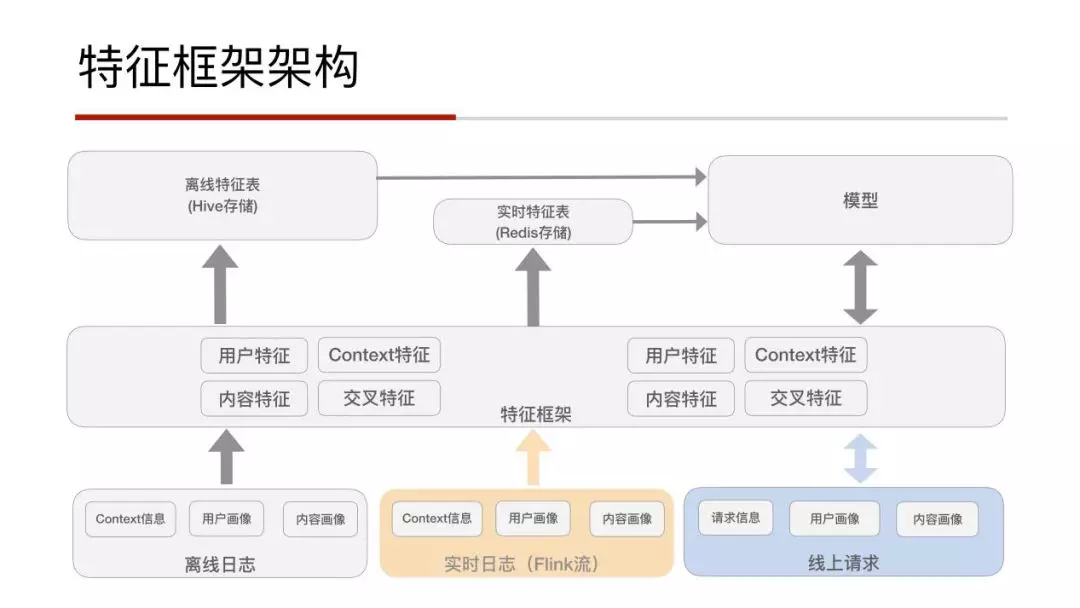 特征框架架构
离线特征表
(Hive存储)
实时特征表
(Redis存储)
模型
用户特征
Context特征
内容特征
交叉特征
用户特征
Context特征
内容特征
交叉特征
特征框架
Context信息
用户画像
内容画像
离线日志
Context信息
用户画像
内容画像
实时日志（Flink流）
请求信息
用户画像
内容画像
线上请求